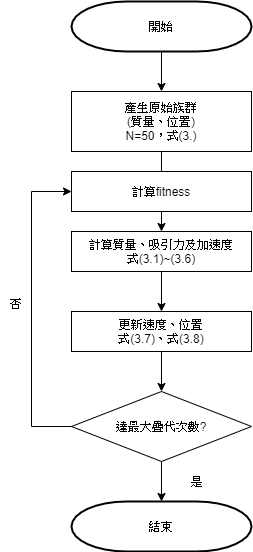 開始
產生原始族群
(質量、位置)
N=50，式(3.)
計算fitness
計算質量、吸引力及加速度
式(3.1)~(3.6)
否
更新速度、位置
式(3.7)、式(3.8)
達最大疊代次數?
是
結束